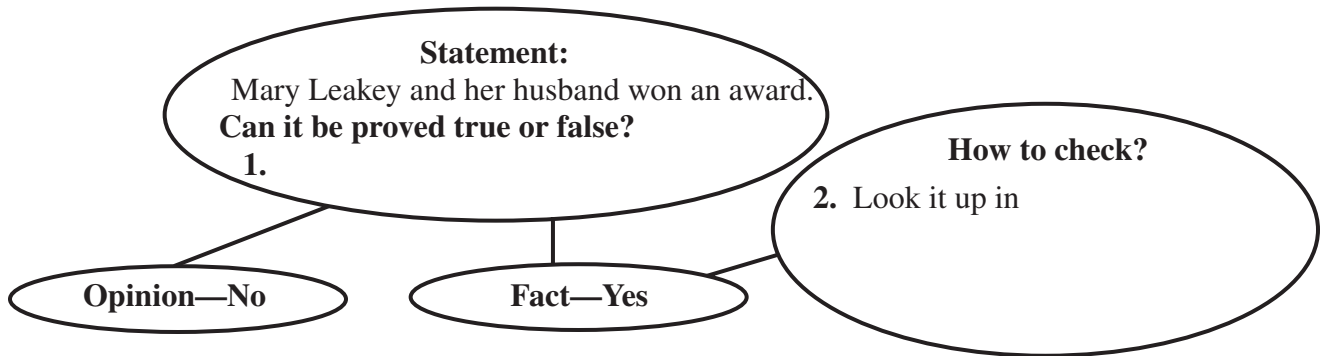 Statement:
Mary Leakey and her husband won an award.
Can it be proved true or false?
1.
How to check?
2. Look it up in
Opinion—No
Fact—Yes